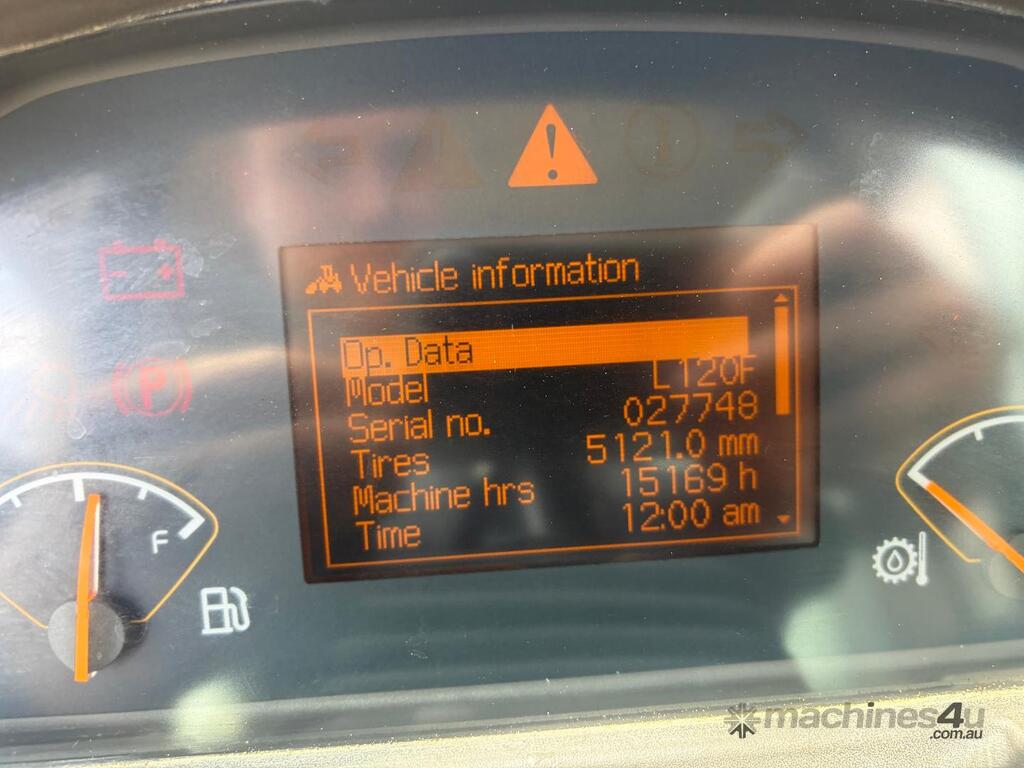 Vehicle information
Op. Data
Model L120F
Serial no. 027748
Tires 5121.0 mm
Machine hrs 15169 h
Time 12:00 am
P
F
machines4u
.com.au